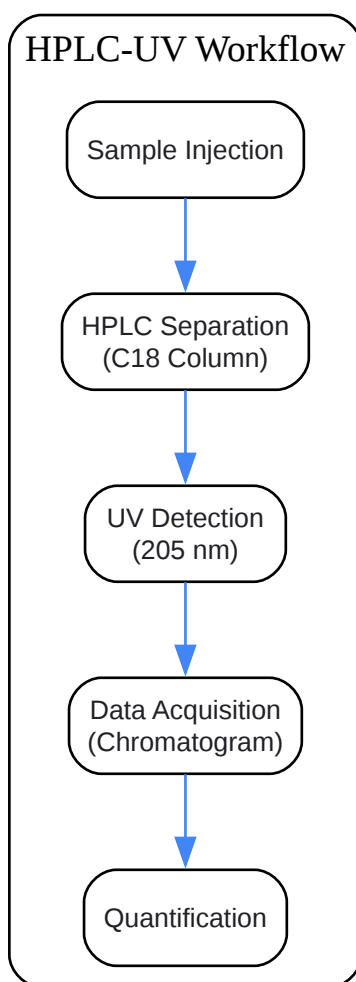 HPLC-UV Workflow
Sample Injection
HPLC Separation
(C18 Column)
UV Detection
(205 nm)
Data Acquisition
(Chromatogram)
Quantification